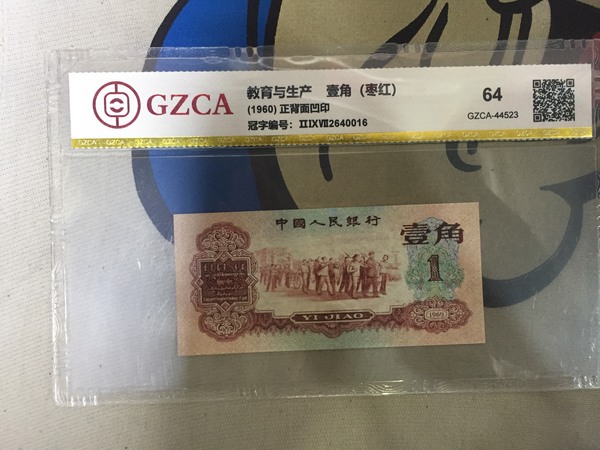 GZCA
教育与生产 壹角（枣红）
(1960) 正背面凹印
冠字编号：ⅡⅨⅦ2640016
64
GZCA-44523
中國人民銀行
壹角
1
YI JIAO
1960